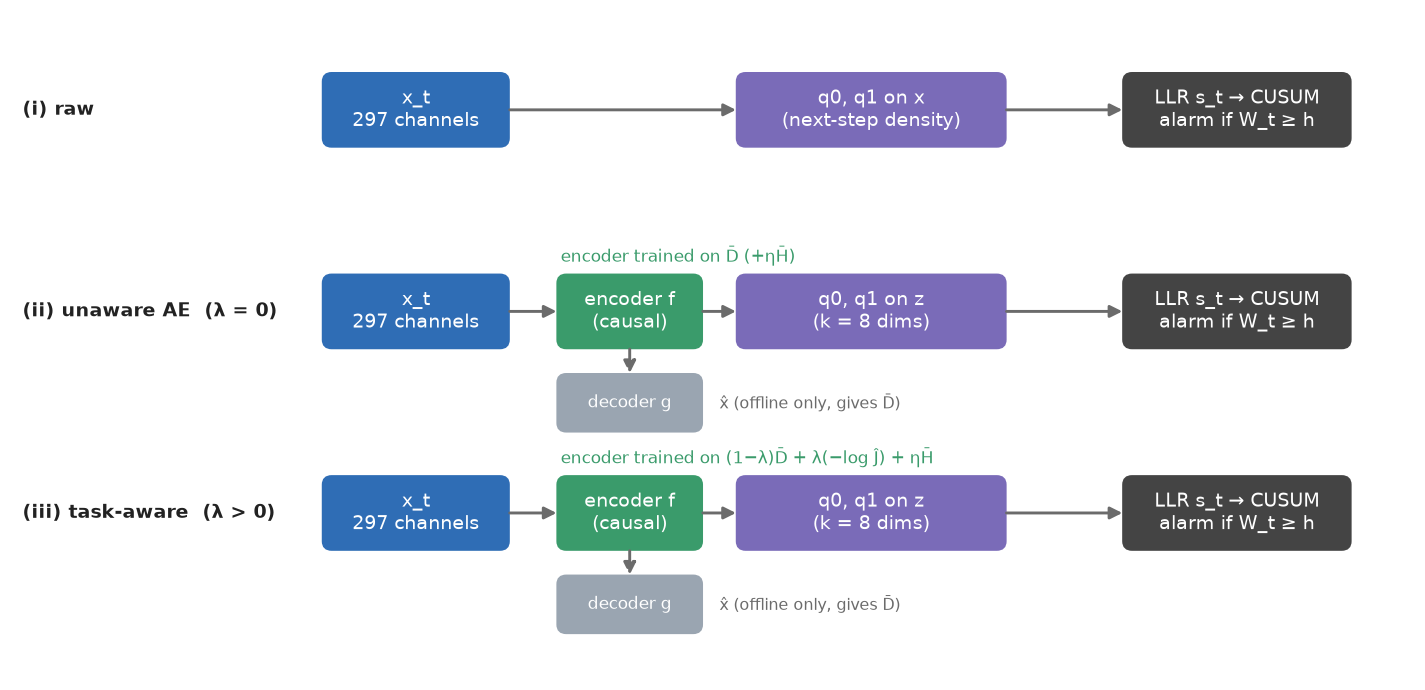 (i) raw
x_t
297 channels
q0, q1 on x
(next-step density)
LLR s_t → CUSUM
alarm if W_t ≥ h
encoder trained on D̄ (+ηH̄)
(ii) unaware AE (λ = 0)
x_t
297 channels
encoder f
(causal)
q0, q1 on z
(k = 8 dims)
LLR s_t → CUSUM
alarm if W_t ≥ h
decoder g
x̂ (offline only, gives D̄)
encoder trained on (1−λ)D̄ + λ(−log Ĵ) + ηH̄
(iii) task-aware (λ > 0)
x_t
297 channels
encoder f
(causal)
q0, q1 on z
(k = 8 dims)
LLR s_t → CUSUM
alarm if W_t ≥ h
decoder g
x̂ (offline only, gives D̄)